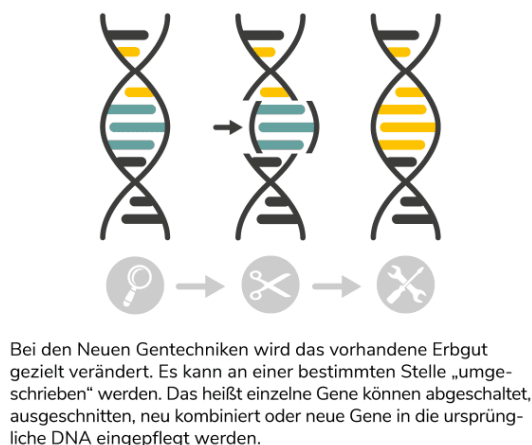 Bei den Neuen Gentechniken wird das vorhandene Erbgut
gezielt verändert. Es kann an einer bestimmten Stelle „umge-
schrieben“ werden. Das heißt einzelne Gene können abgeschaltet,
ausgeschnitten, neu kombiniert oder neue Gene in die ursprüng-
liche DNA eingepflegt werden.